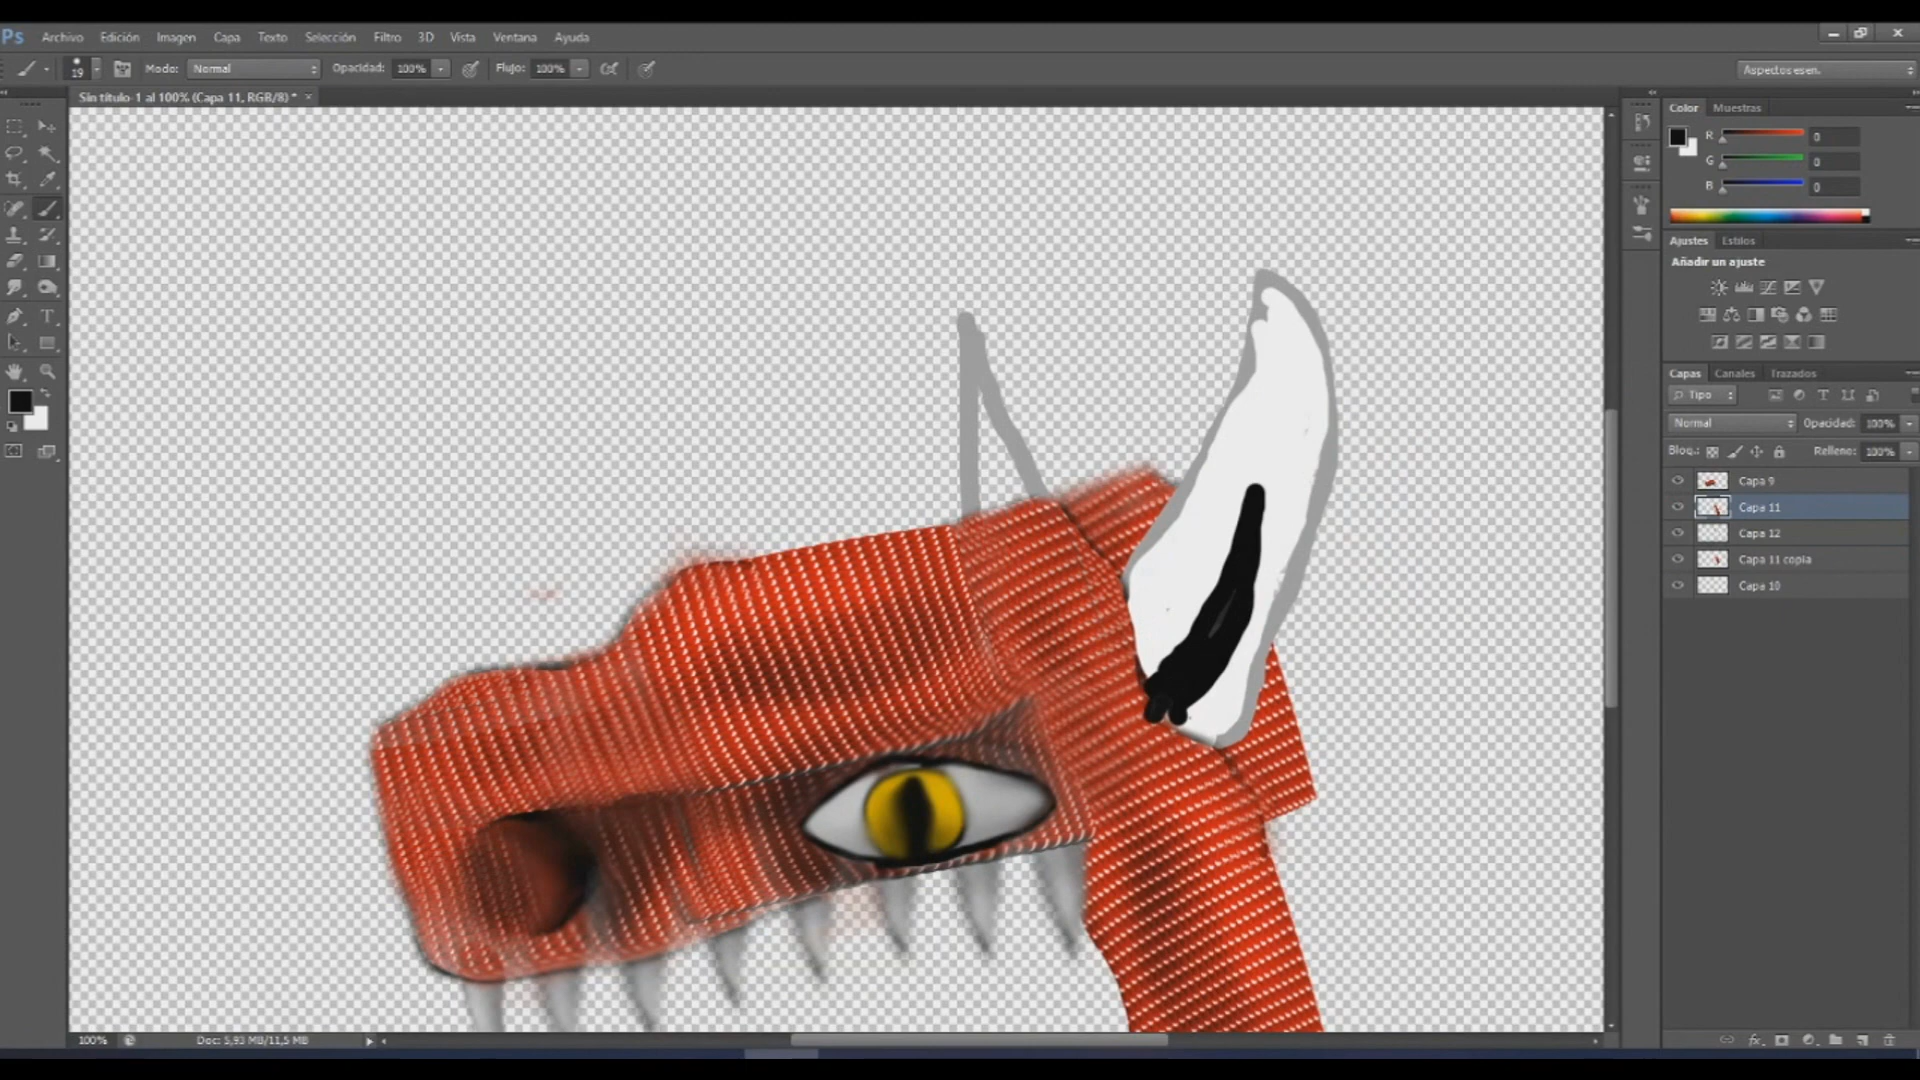 Ps Archivo Edición Imagen Capa Texto Selección Filtro 3D Vista Ventana Ayuda
19 Modo: Normal Opacidad: 100% Flujo: 100% Aspectos esen.
Sin título-1 al 100% (Capa 11, RGB/8) * ×
Color Muestras
R 0
G 0
B 0
Ajustes Estilos
Añadir un ajuste
Capas Canales Trazados
Tipo
Normal Opacidad: 100%
Bloq.: Relleno: 100%
Capa 9
Capa 11
Capa 12
Capa 11 copia
Capa 10
100% Doc: 5,93 MB/11,5 MB